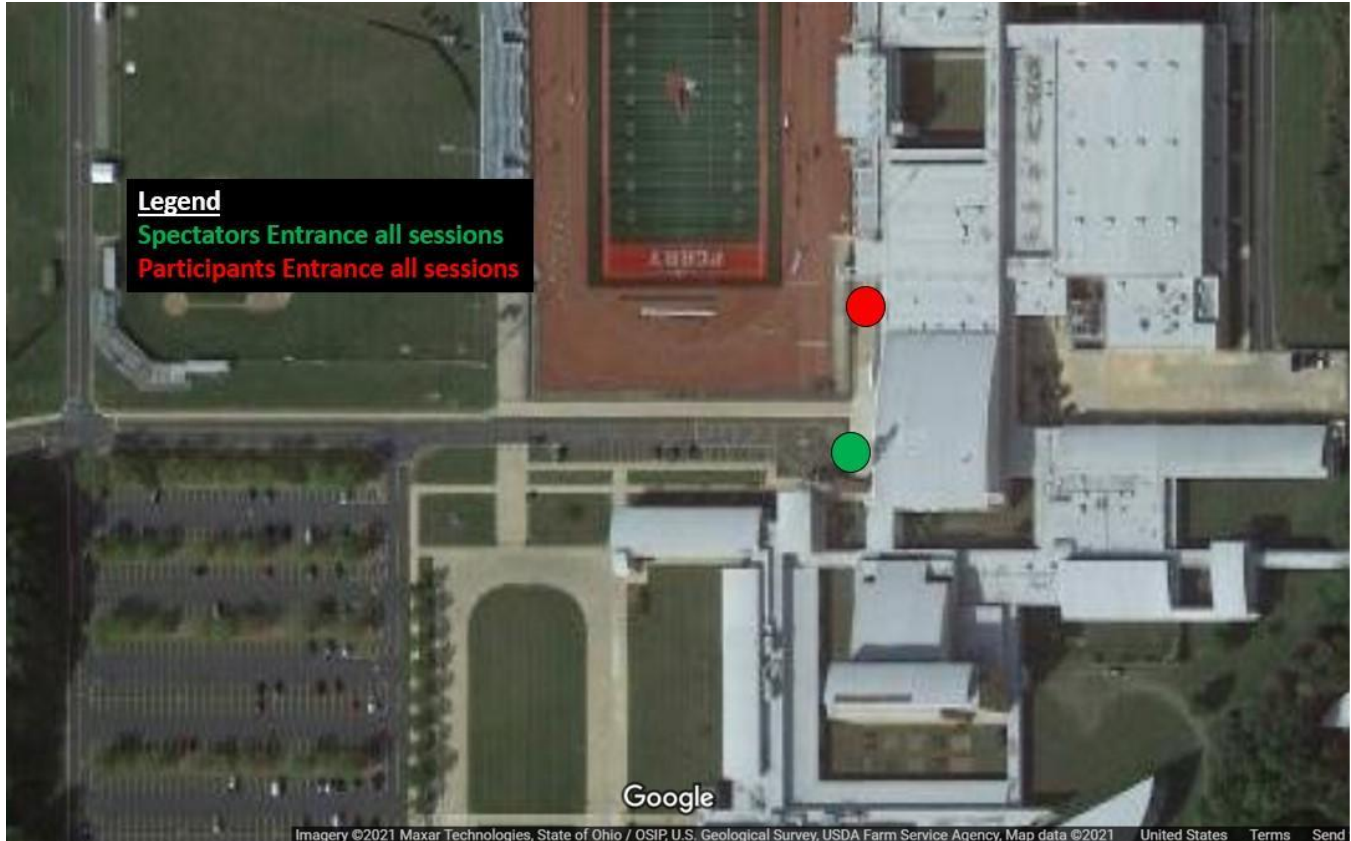 Legend
Spectators Entrance all sessions
Participants Entrance all sessions
PERRY
Google
Imagery ©2021 Maxar Technologies, State of Ohio / OSIP, U.S. Geological Survey, USDA Farm Service Agency, Map data ©2021 United States Terms Send